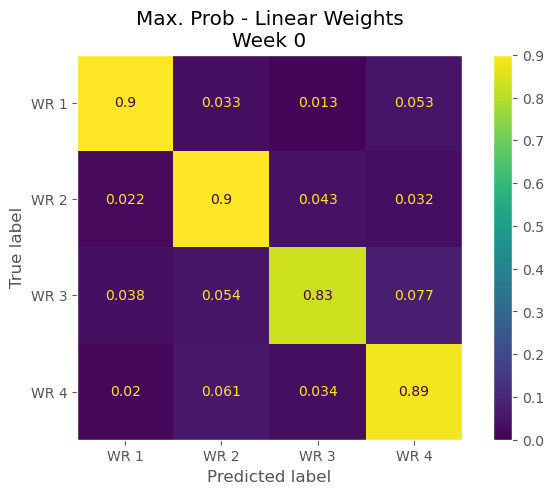 Max. Prob - Linear Weights
Week 0
True label
WR 1
0.9
0.033
0.013
0.053
WR 2
0.022
0.9
0.043
0.032
WR 3
0.038
0.054
0.83
0.077
WR 4
0.02
0.061
0.034
0.89
WR 1
WR 2
WR 3
WR 4
Predicted label
0.9
0.8
0.7
0.6
0.5
0.4
0.3
0.2
0.1
0.0